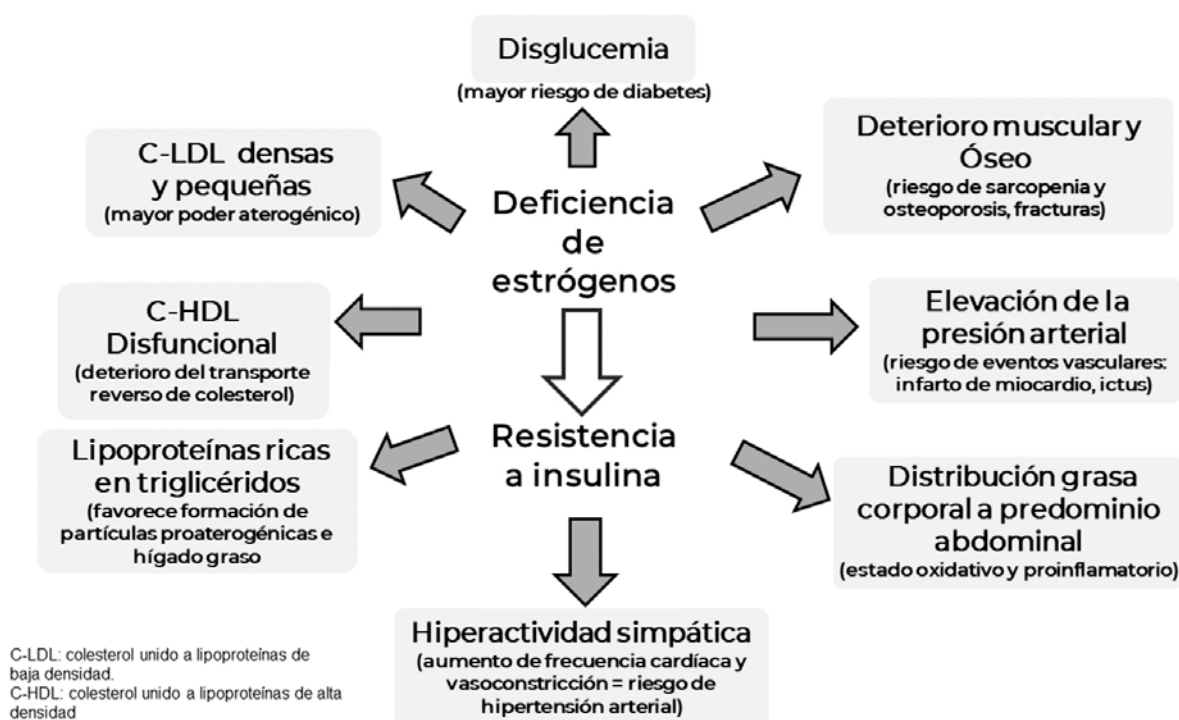 Disglucemia
(mayor riesgo de diabetes)
C-LDL densas
y pequeñas
(mayor poder aterogénico)
Deterioro muscular y
Óseo
(riesgo de sarcopenia y
osteoporosis, fracturas)
Deficiencia
de
estrógenos
C-HDL
Disfuncional
(deterioro del transporte
reverso de colesterol)
Elevación de la
presión arterial
(riesgo de eventos vasculares:
infarto de miocardio, ictus)
Resistencia
a insulina
Lipoproteínas ricas
en triglicéridos
(favorece formación de
partículas proaterogénicas e
hígado graso
Distribución grasa
corporal a predominio
abdominal
(estado oxidativo y proinflamatorio)
Hiperactividad simpática
(aumento de frecuencia cardíaca y
vasoconstricción = riesgo de
hipertensión arterial)
C-LDL: colesterol unido a lipoproteínas de
baja densidad.
C-HDL: colesterol unido a lipoproteínas de alta
densidad